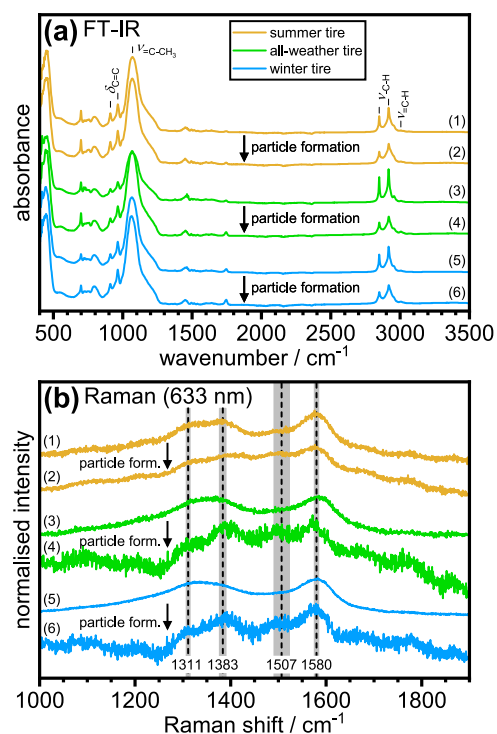 (a) FT-IR
summer tire
all-weather tire
winter tire
δC=C
ν=C-CH₃
ν-C-H
ν=C-H
(1)
particle formation
(2)
(3)
particle formation
(4)
(5)
particle formation
(6)
absorbance
500 1000 1500 2000 2500 3000 3500
wavenumber / cm⁻¹
(b) Raman (633 nm)
(1)
particle form.
(2)
(3)
particle form.
(4)
(5)
particle form.
(6)
1311 1383 1507 1580
normalised intensity
1000 1200 1400 1600 1800
Raman shift / cm⁻¹